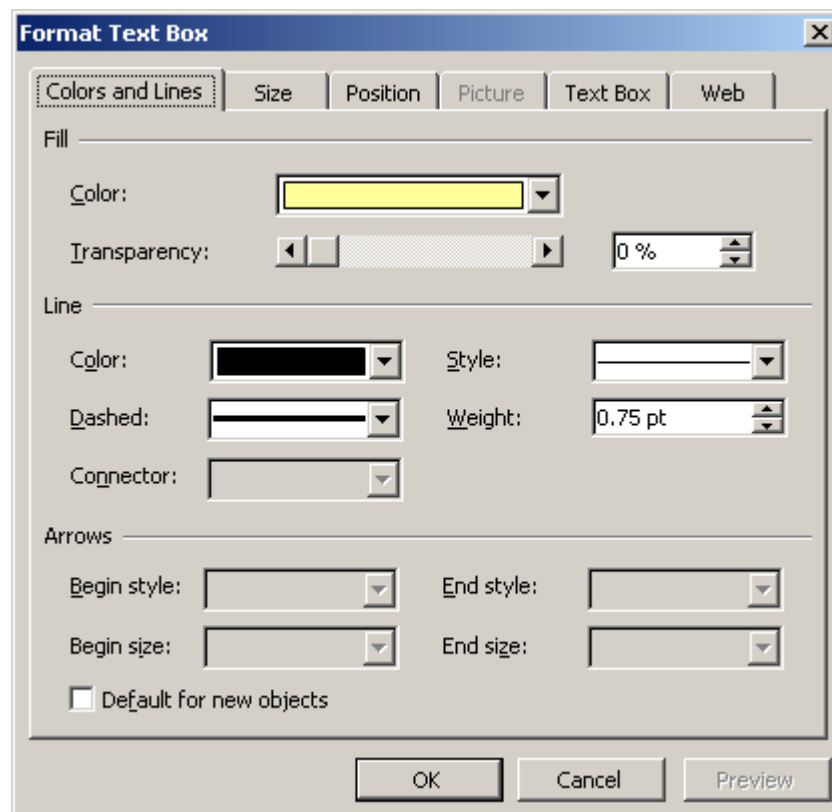 Format Text Box
Colors and Lines Size Position Picture Text Box Web
Fill
Color:
Transparency: 0 %
Line
Color: Style:
Dashed: Weight: 0.75 pt
Connector:
Arrows
Begin style: End style:
Begin size: End size:
Default for new objects
OK Cancel Preview